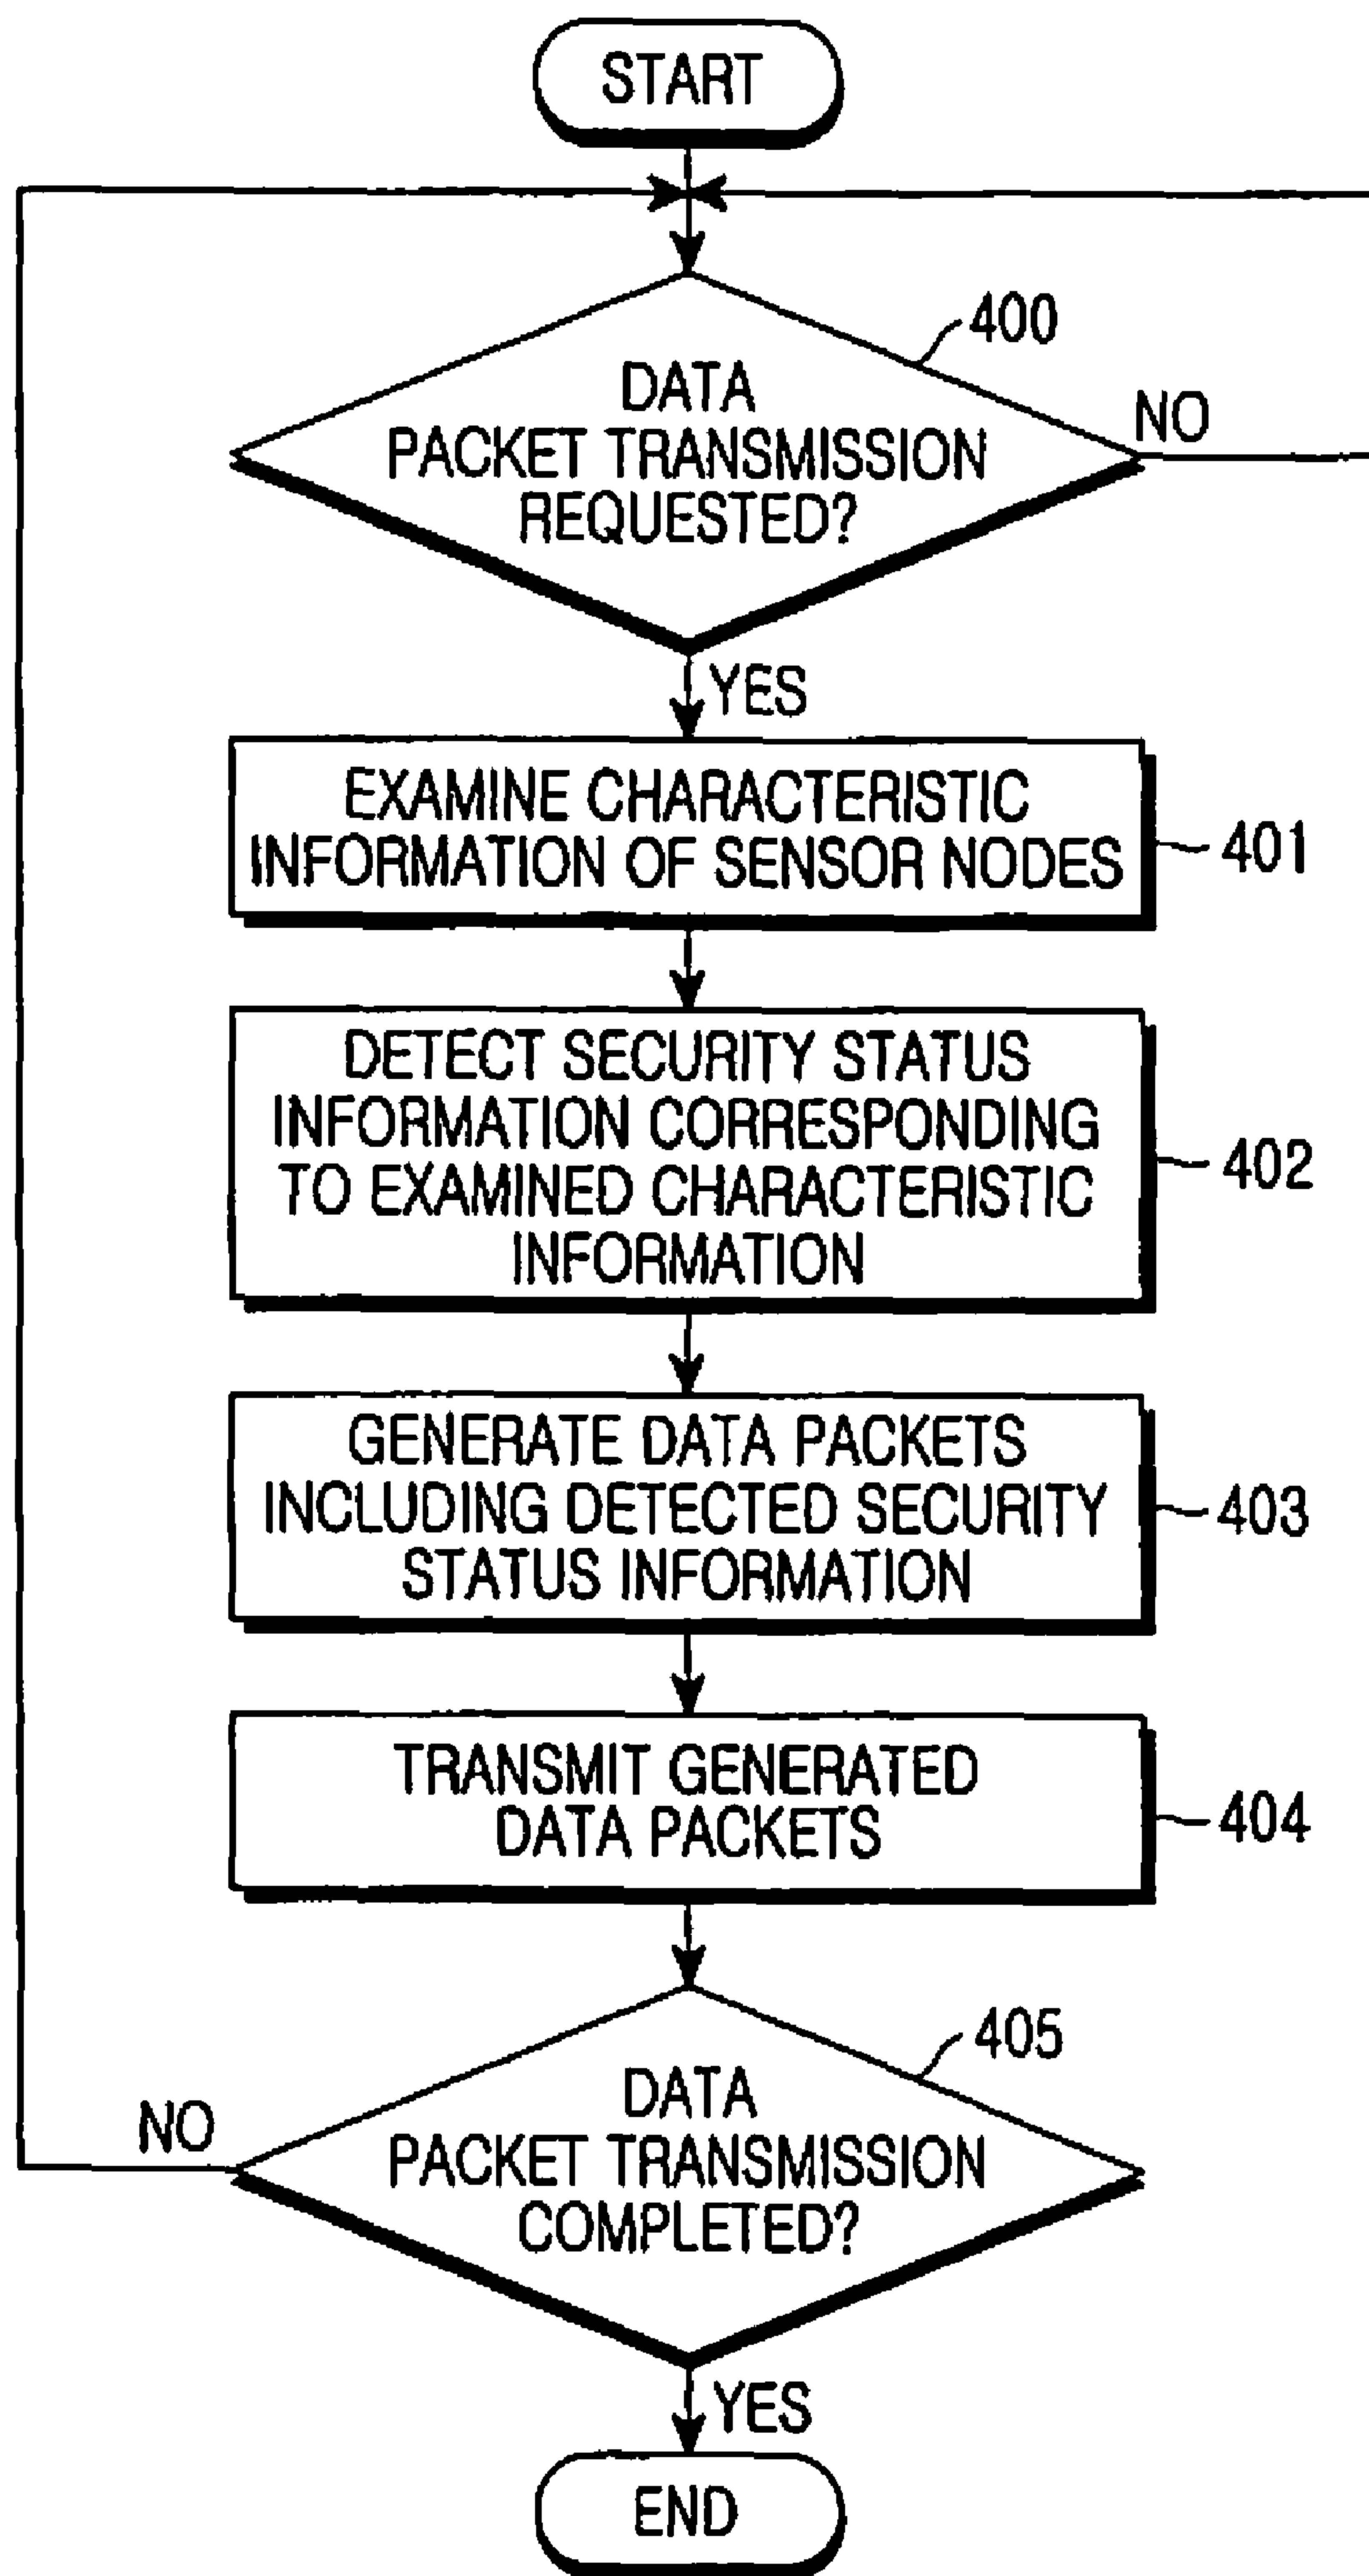 START
400
DATA
PACKET TRANSMISSION
REQUESTED?
NO
YES
EXAMINE CHARACTERISTIC
INFORMATION OF SENSOR NODES
401
DETECT SECURITY STATUS
INFORMATION CORRESPONDING
TO EXAMINED CHARACTERISTIC
INFORMATION
402
GENERATE DATA PACKETS
INCLUDING DETECTED SECURITY
STATUS INFORMATION
403
TRANSMIT GENERATED
DATA PACKETS
404
405
DATA
PACKET TRANSMISSION
COMPLETED?
NO
YES
END